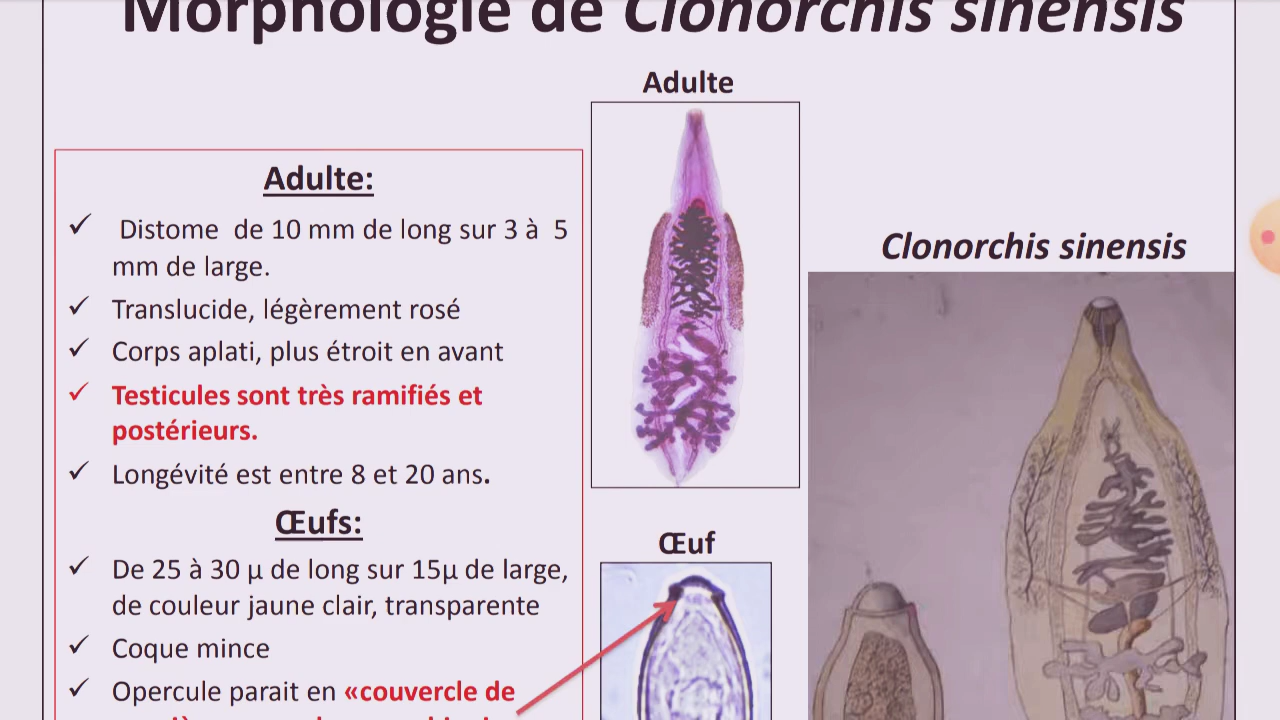 Morphologie de Clonorchis sinensis
Adulte
Adulte:
✓ Distome de 10 mm de long sur 3 à 5
mm de large.
✓ Translucide, légèrement rosé
✓ Corps aplati, plus étroit en avant
✓ Testicules sont très ramifiés et
postérieurs.
✓ Longévité est entre 8 et 20 ans.
Œufs:
✓ De 25 à 30 µ de long sur 15µ de large,
de couleur jaune clair, transparente
✓ Coque mince
✓ Opercule parait en «couvercle de
Œuf
Clonorchis sinensis